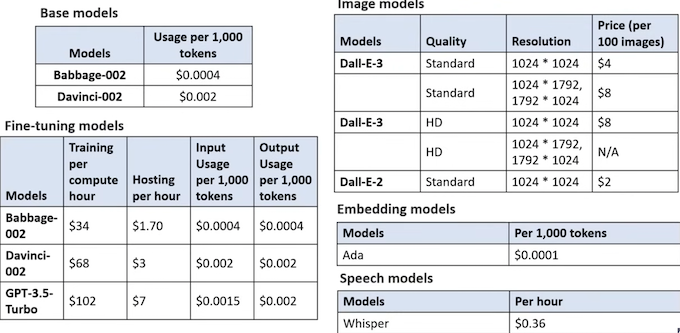 Base models
Models Usage per 1,000 tokens
Babbage-002 $0.0004
Davinci-002 $0.002
Fine-tuning models
Models Training per compute hour Hosting per hour Input Usage per 1,000 tokens Output Usage per 1,000 tokens
Babbage-002 $34 $1.70 $0.0004 $0.0004
Davinci-002 $68 $3 $0.002 $0.002
GPT-3.5-Turbo $102 $7 $0.0015 $0.002
Image models
Models Quality Resolution Price (per 100 images)
Dall-E-3 Standard 1024 * 1024 $4
Standard 1024 * 1792, 1792 * 1024 $8
Dall-E-3 HD 1024 * 1024 $8
HD 1024 * 1792, 1792 * 1024 N/A
Dall-E-2 Standard 1024 * 1024 $2
Embedding models
Models Per 1,000 tokens
Ada $0.0001
Speech models
Models Per hour
Whisper $0.36